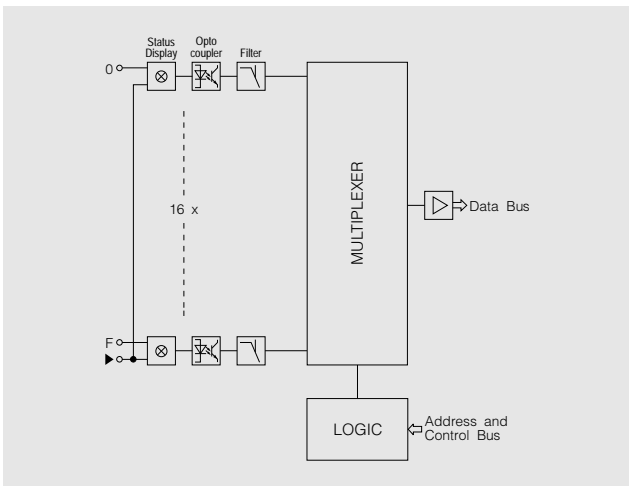 Status Display
Opto coupler
Filter
0
16 x
MULTIPLEXER
Data Bus
F
LOGIC
Address and
Control Bus